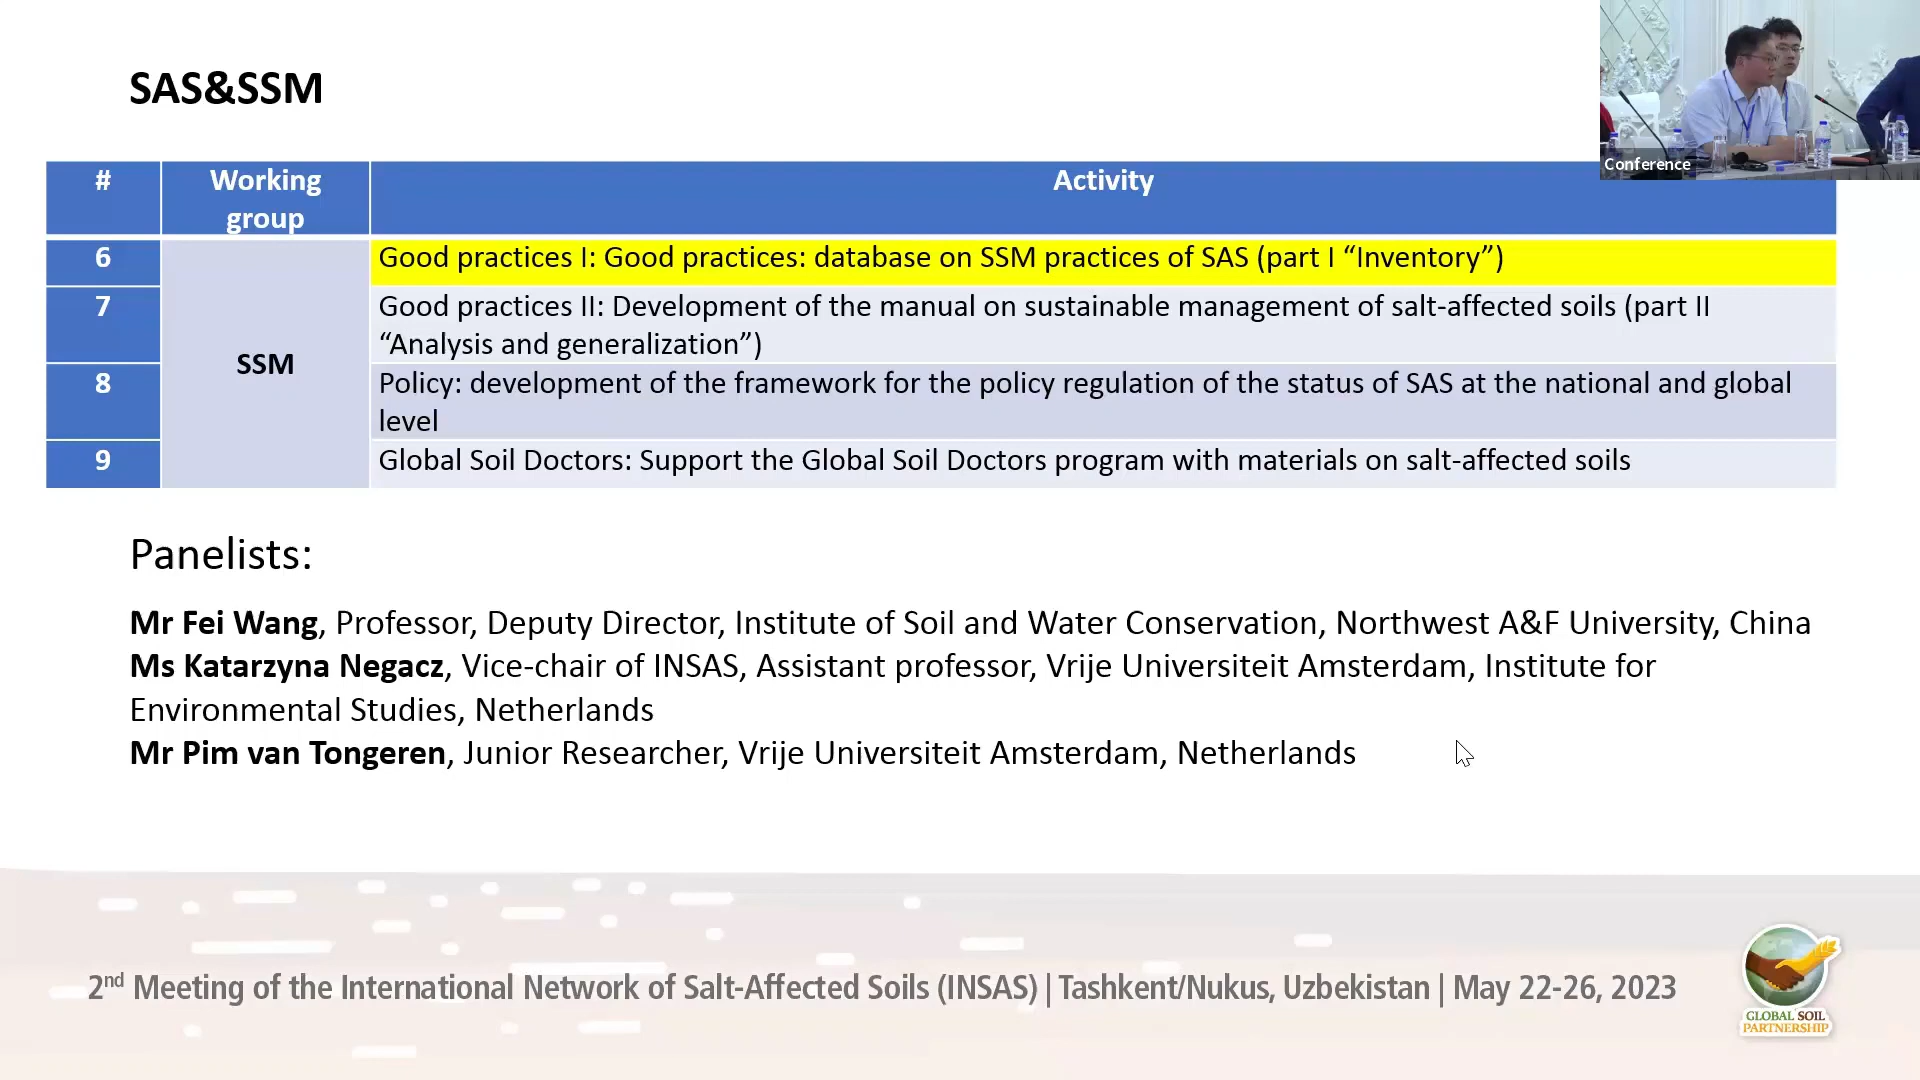 SAS&SSM
Conference
# Working group Activity
6 Good practices I: Good practices: database on SSM practices of SAS (part I “Inventory”)
7 Good practices II: Development of the manual on sustainable management of salt-affected soils (part II
“Analysis and generalization”)
SSM
8 Policy: development of the framework for the policy regulation of the status of SAS at the national and global
level
9 Global Soil Doctors: Support the Global Soil Doctors program with materials on salt-affected soils
Panelists:
Mr Fei Wang, Professor, Deputy Director, Institute of Soil and Water Conservation, Northwest A&F University, China
Ms Katarzyna Negacz, Vice-chair of INSAS, Assistant professor, Vrije Universiteit Amsterdam, Institute for
Environmental Studies, Netherlands
Mr Pim van Tongeren, Junior Researcher, Vrije Universiteit Amsterdam, Netherlands
2nd Meeting of the International Network of Salt-Affected Soils (INSAS) | Tashkent/Nukus, Uzbekistan | May 22-26, 2023
GLOBAL SOIL
PARTNERSHIP